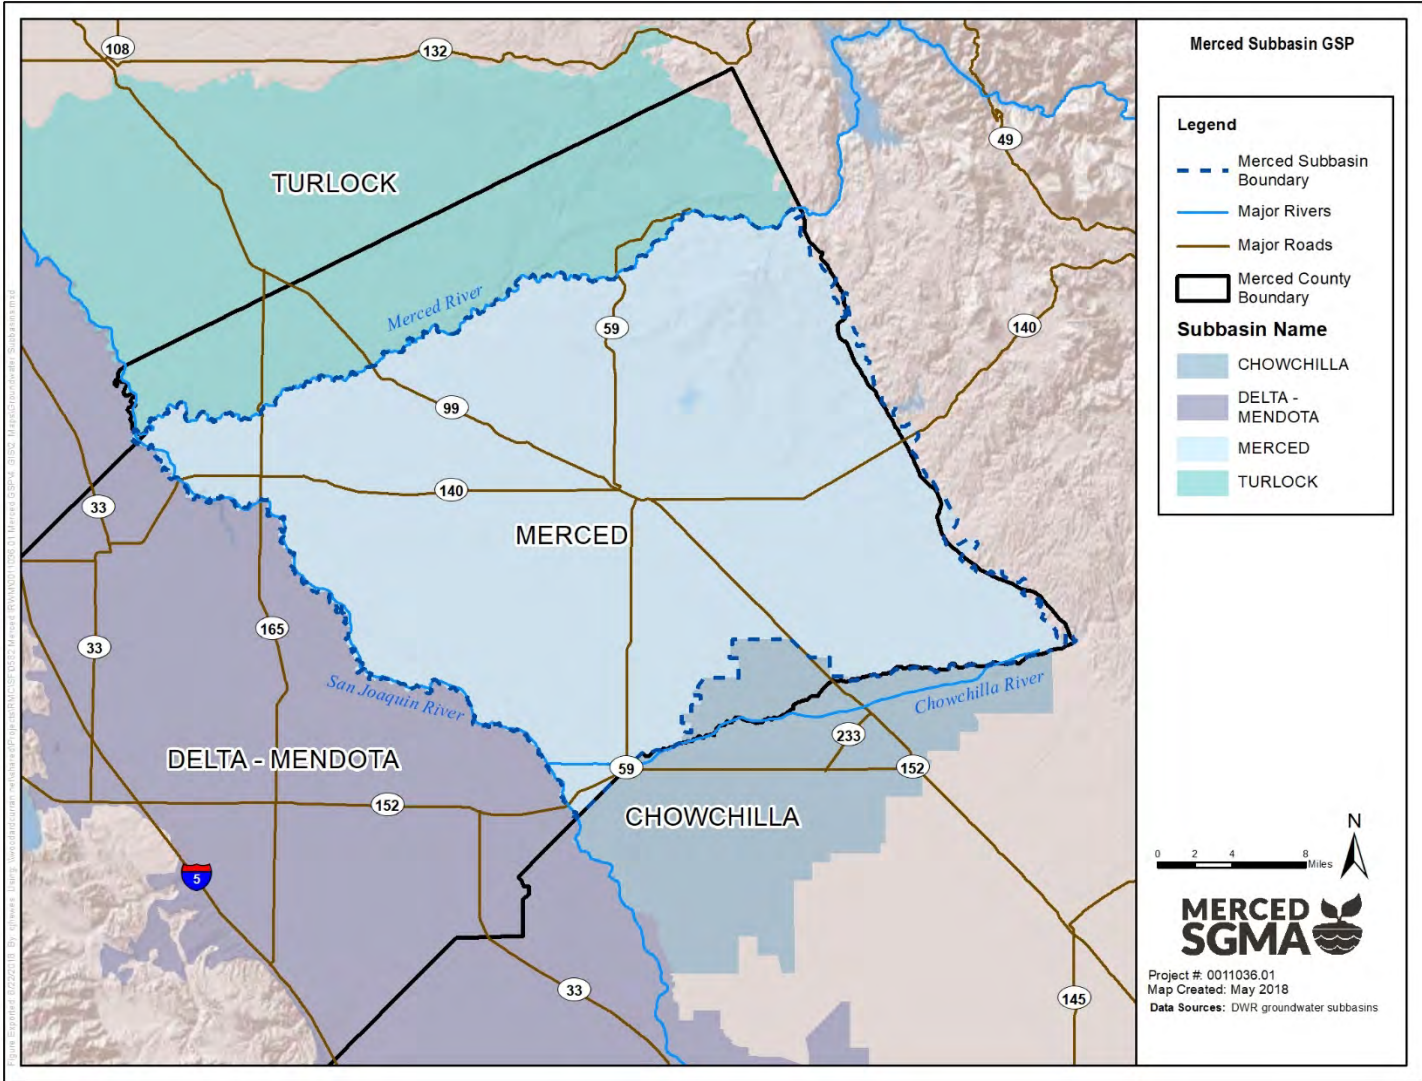 Merced Subbasin GSP
Legend
Merced Subbasin
Boundary
Major Rivers
Major Roads
Merced County
Boundary
Subbasin Name
CHOWCHILLA
DELTA -
MENDOTA
MERCED
TURLOCK
108
132
49
TURLOCK
Merced River
59
140
99
33
140
MERCED
165
33
San Joaquin River
Chowchilla River
233
DELTA - MENDOTA
59
152
152
CHOWCHILLA
5
33
145
N
0 2 4 8
Miles
MERCED
SGMA
Project #: 0011036.01
Map Created: May 2018
Data Sources: DWR groundwater subbasins